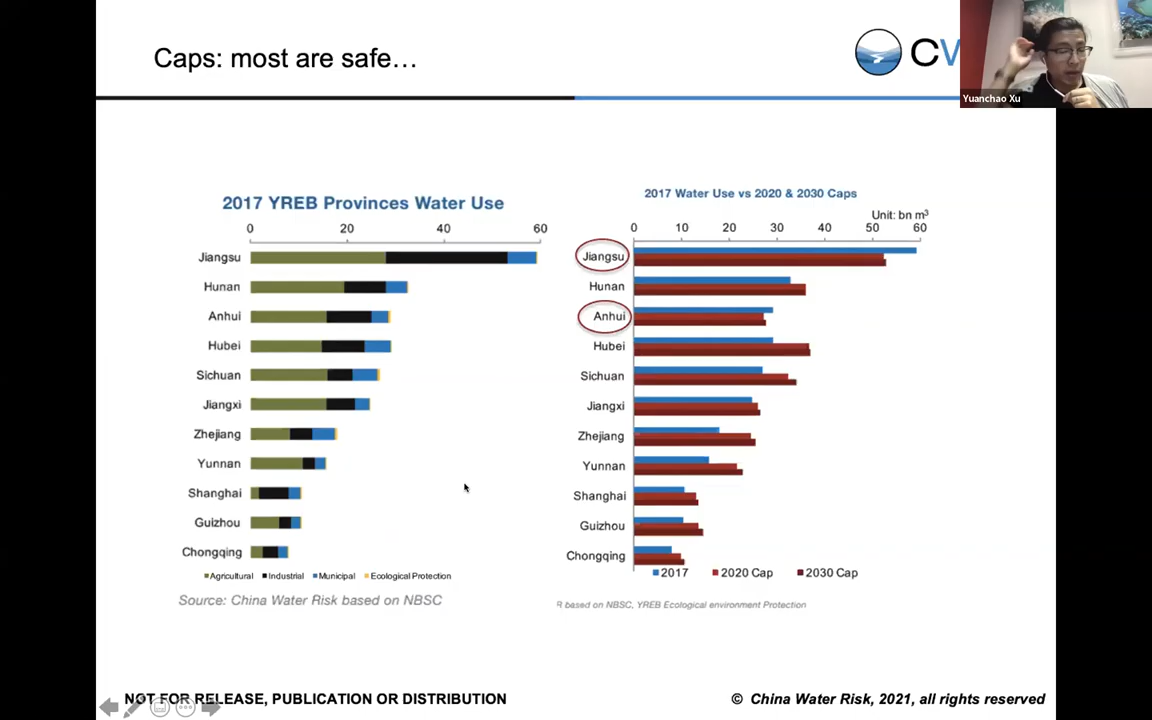 Caps: most are safe…
Yuanchao Xu
2017 YREB Provinces Water Use
0 20 40 60
Jiangsu
Hunan
Anhui
Hubei
Sichuan
Jiangxi
Zhejiang
Yunnan
Shanghai
Guizhou
Chongqing
Agricultural Industrial Municipal Ecological Protection
Source: China Water Risk based on NBSC
2017 Water Use vs 2020 & 2030 Caps
Unit: bn m³
0 10 20 30 40 50 60
Jiangsu
Hunan
Anhui
Hubei
Sichuan
Jiangxi
Zhejiang
Yunnan
Shanghai
Guizhou
Chongqing
2017 2020 Cap 2030 Cap
R based on NBSC, YREB Ecological environment Protection
NOT FOR RELEASE, PUBLICATION OR DISTRIBUTION
© China Water Risk, 2021, all rights reserved